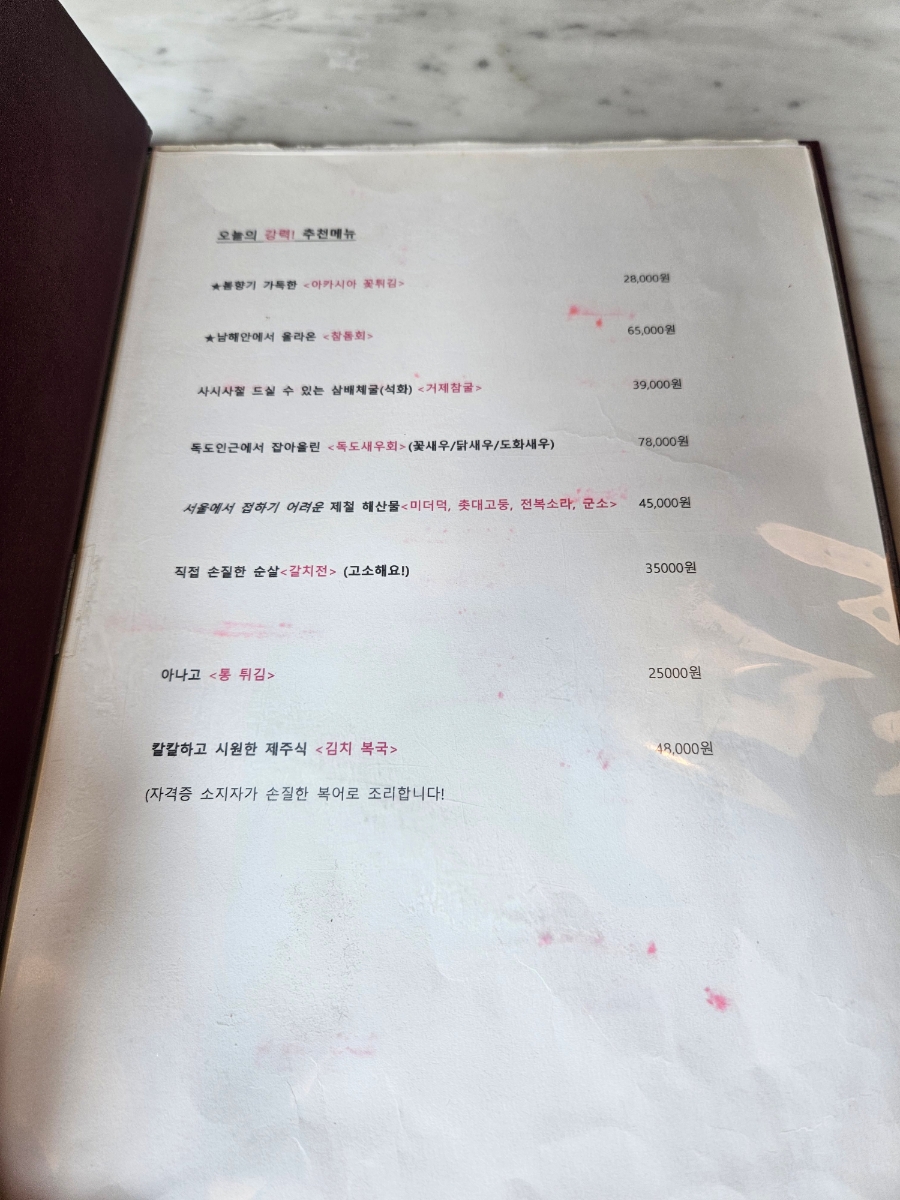 오늘의 강력! 추천메뉴
★봄향기 가득한 <아카시아 꽃튀김> 28,000원
★남해안에서 올라온 <참돔회> 65,000원
사시사철 드실 수 있는 삼배체굴(석화) <거제참굴> 39,000원
독도인근에서 잡아올린 <독도새우회>(꽃새우/닭새우/도화새우) 78,000원
서울에서 접하기 어려운 제철 해산물<미더덕, 촛대고둥, 전복소라, 군소> 45,000원
직접 손질한 순살<갈치전> (고소해요!) 35000원
아나고 <통 튀김> 25000원
칼칼하고 시원한 제주식 <김치 복국> 48,000원
(자격증 소지자가 손질한 복어로 조리합니다!